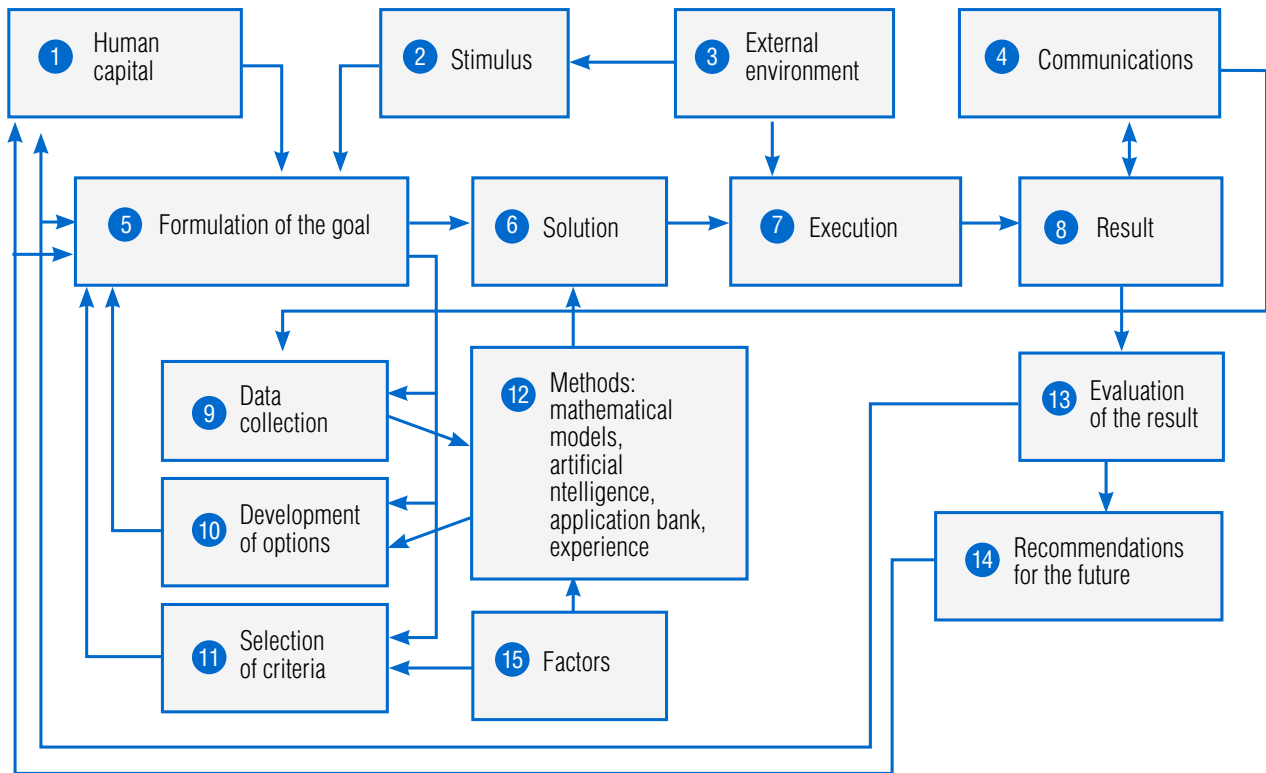 1 Human
capital
2 Stimulus
3 External
environment
4 Communications
5 Formulation of the goal
6 Solution
7 Execution
8 Result
9 Data
collection
12 Methods:
mathematical
models,
artificial
ntelligence,
application bank,
experience
13 Evaluation
of the result
10 Development
of options
14 Recommendations
for the future
11 Selection
of criteria
15 Factors